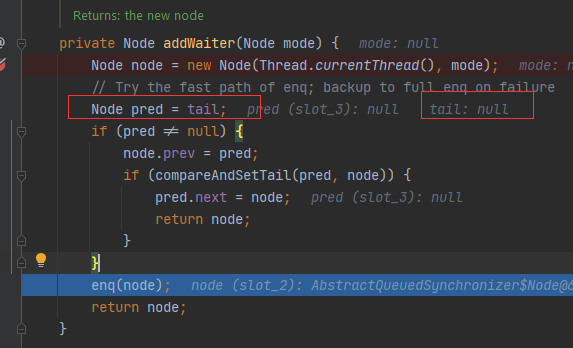 Returns: the new node
private Node addWaiter(Node mode) {   mode: null
Node node = new Node(Thread.currentThread(), mode);   mode:
// Try the fast path of enq; backup to full enq on failure
Node pred = tail;   pred (slot_3): null   tail: null
if (pred ≠ null) {
node.prev = pred;
if (compareAndSetTail(pred, node)) {
pred.next = node;   pred (slot_3): null
return node;
}
}
enq(node);   node (slot_2): AbstractQueuedSynchronizer$Node@
return node;
}